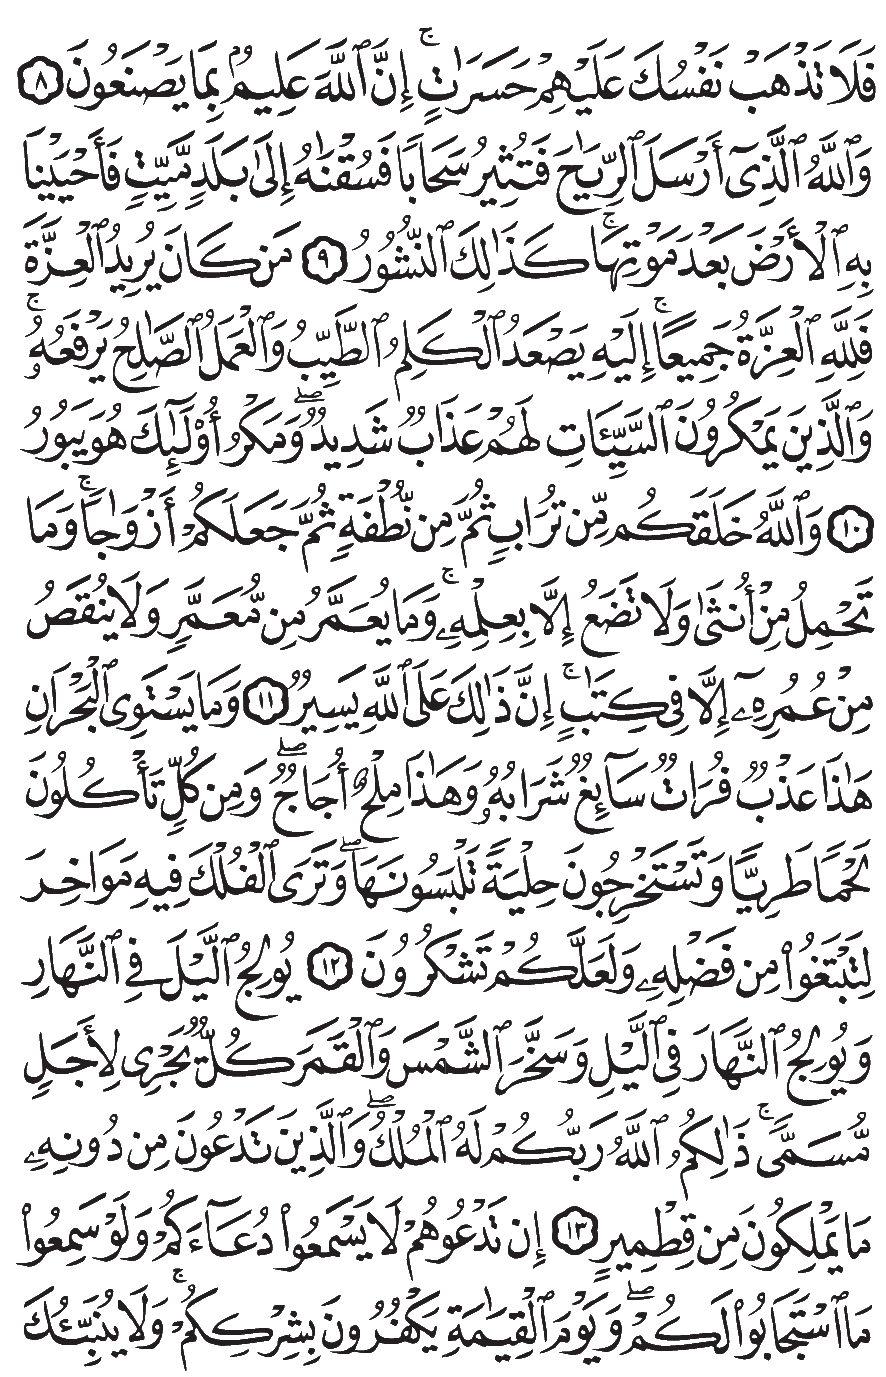 فَلَا تَذْهَبْ نَفْسُكَ عَلَيْهِمْ حَسَرَٰتٍ ۚ إِنَّ ٱللَّهَ عَلِيمٌۢ بِمَا يَصْنَعُونَ ٨
وَٱللَّهُ ٱلَّذِىٓ أَرْسَلَ ٱلرِّيَٰحَ فَتُثِيرُ سَحَابًا فَسُقْنَٰهُ إِلَىٰ بَلَدٍ مَّيِّتٍ فَأَحْيَيْنَا
بِهِ ٱلْأَرْضَ بَعْدَ مَوْتِهَا ۚ كَذَٰلِكَ ٱلنُّشُورُ ٩ مَن كَانَ يُرِيدُ ٱلْعِزَّةَ
فَلِلَّهِ ٱلْعِزَّةُ جَمِيعًا ۚ إِلَيْهِ يَصْعَدُ ٱلْكَلِمُ ٱلطَّيِّبُ وَٱلْعَمَلُ ٱلصَّٰلِحُ يَرْفَعُهُۥ ۚ
وَٱلَّذِينَ يَمْكُرُونَ ٱلسَّيِّـَٔاتِ لَهُمْ عَذَابٌ شَدِيدٌ ۖ وَمَكْرُ أُو۟لَٰٓئِكَ هُوَ يَبُورُ
١٠ وَٱللَّهُ خَلَقَكُم مِّن تُرَابٍ ثُمَّ مِن نُّطْفَةٍ ثُمَّ جَعَلَكُمْ أَزْوَٰجًا ۚ وَمَا
تَحْمِلُ مِنْ أُنثَىٰ وَلَا تَضَعُ إِلَّا بِعِلْمِهِۦ ۚ وَمَا يُعَمَّرُ مِن مُّعَمَّرٍ وَلَا يُنقَصُ
مِنْ عُمُرِهِۦٓ إِلَّا فِى كِتَٰبٍ ۚ إِنَّ ذَٰلِكَ عَلَى ٱللَّهِ يَسِيرٌ ١١ وَمَا يَسْتَوِى ٱلْبَحْرَانِ
هَٰذَا عَذْبٌ فُرَاتٌ سَآئِغٌ شَرَابُهُۥ وَهَٰذَا مِلْحٌ أُجَاجٌ ۖ وَمِن كُلٍّ تَأْكُلُونَ
لَحْمًا طَرِيًّا وَتَسْتَخْرِجُونَ حِلْيَةً تَلْبَسُونَهَا ۖ وَتَرَى ٱلْفُلْكَ فِيهِ مَوَاخِرَ
لِتَبْتَغُوا۟ مِن فَضْلِهِۦ وَلَعَلَّكُمْ تَشْكُرُونَ ١٢ يُولِجُ ٱلَّيْلَ فِى ٱلنَّهَارِ
وَيُولِجُ ٱلنَّهَارَ فِى ٱلَّيْلِ وَسَخَّرَ ٱلشَّمْسَ وَٱلْقَمَرَ كُلٌّ يَجْرِى لِأَجَلٍ
مُّسَمًّى ۚ ذَٰلِكُمُ ٱللَّهُ رَبُّكُمْ لَهُ ٱلْمُلْكُ ۖ وَٱلَّذِينَ تَدْعُونَ مِن دُونِهِۦ
مَا يَمْلِكُونَ مِن قِطْمِيرٍ ١٣ إِن تَدْعُوهُمْ لَا يَسْمَعُوا۟ دُعَآءَكُمْ وَلَوْ سَمِعُوا۟
مَا ٱسْتَجَابُوا۟ لَكُمْ ۖ وَيَوْمَ ٱلْقِيَٰمَةِ يَكْفُرُونَ بِشِرْكِكُمْ ۚ وَلَا يُنَبِّئُكَ